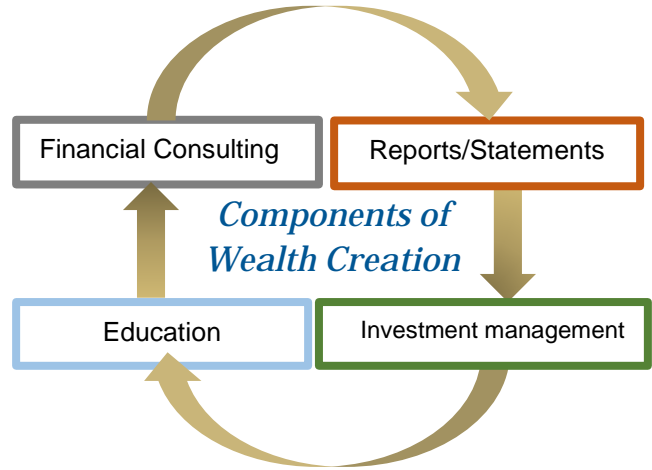 Financial Consulting
Reports/Statements
Components of
Wealth Creation
Education
Investment management